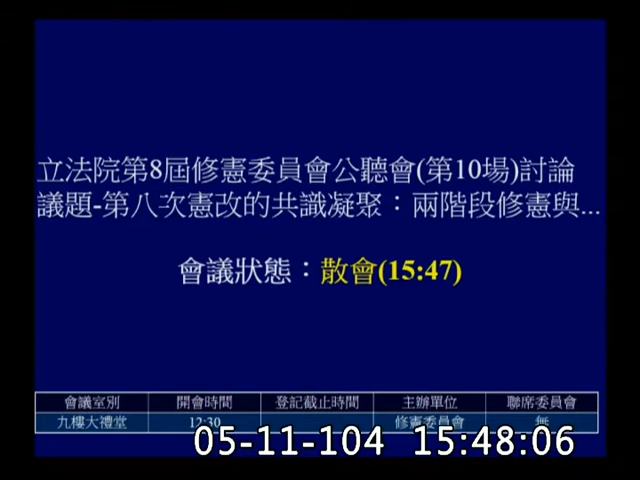 立法院第8屆修憲委員會公聽會(第10場)討論
議題-第八次憲改的共識凝聚：兩階段修憲與...
會議狀態：散會(15:47)
會議室別 開會時間 登記截止時間 主辦單位 聯席委員會
九樓大禮堂 12:30 修憲委員會 無
05-11-104 15:48:06